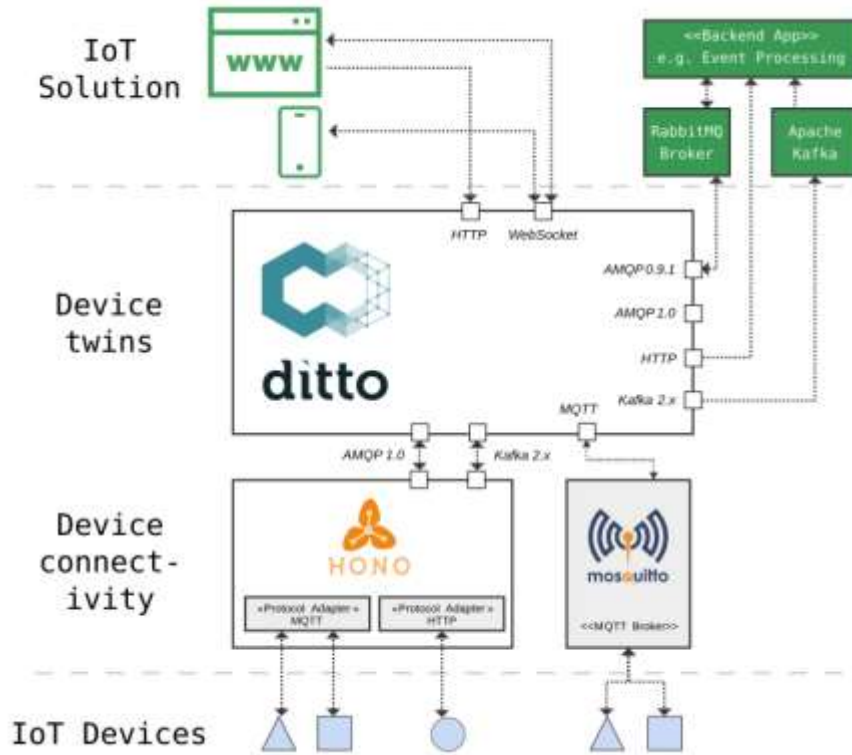 IoT
Solution
www
<<Backend App>>
e.g. Event Processing
RabbitMQ
Broker
Apache
Kafka
HTTP
WebSocket
Device
twins
ditto
AMQP 0.9.1
AMQP 1.0
HTTP
Kafka 2.x
MQTT
AMQP 1.0
Kafka 2.x
Device
connect-
ivity
HONO
«Protocol Adapter»
MQTT
«Protocol Adapter»
HTTP
mosquitto
<<MQTT Broker>>
IoT Devices